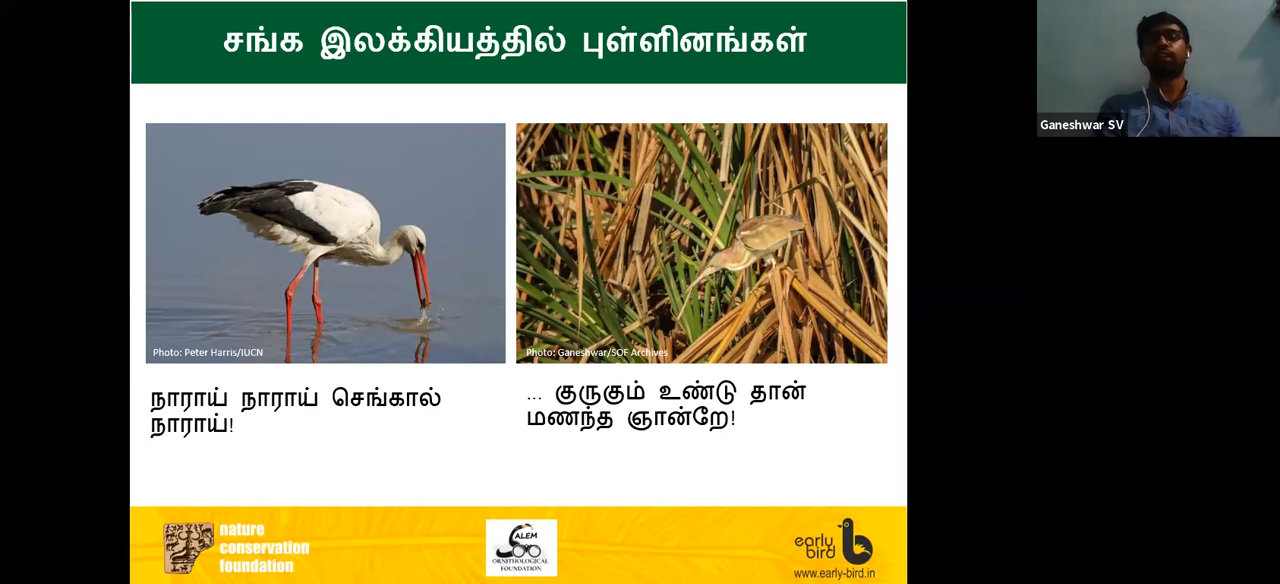 சங்க இலக்கியத்தில் புள்ளினங்கள்
Ganeshwar SV
Photo: Peter Harris/IUCN
Photo: Ganeshwar/SOF Archives
நாராய் நாராய் செங்கால்
நாராய்!
... குருகும் உண்டு தான்
மணந்த ஞான்றே!
nature
conservation
foundation
SALEM
ORNITHOLOGICAL
FOUNDATION
early
bird
www.early-bird.in